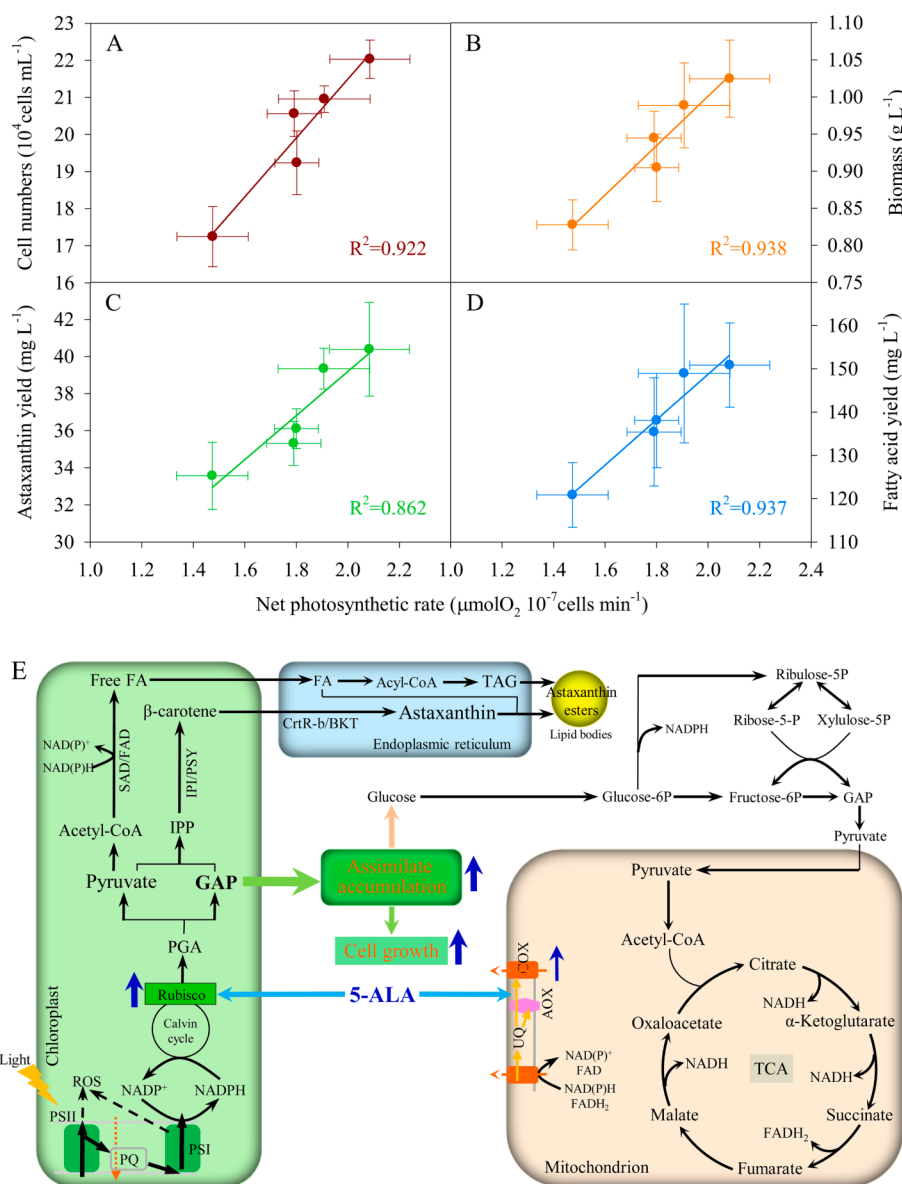 A
B
Cell numbers (10⁴cells mL⁻¹)
23
22
21
20
19
18
17
16
R²=0.922
R²=0.938
1.10
1.05
1.00
0.95
0.90
0.85
0.80
0.75
Biomass (g L⁻¹)
C
D
Astaxanthin yield (mg L⁻¹)
42
40
38
36
34
32
30
R²=0.862
R²=0.937
160
150
140
130
120
110
Fatty acid yield (mg L⁻¹)
1.0 1.2 1.4 1.6 1.8 2.0 2.2 1.0 1.2 1.4 1.6 1.8 2.0 2.2 2.4
Net photosynthetic rate (μmolO₂ 10⁻⁷cells min⁻¹)
E
Free FA
β-carotene
NAD(P)⁺
NAD(P)H
SAD/FAD
IPI/PSY
Acetyl-CoA
IPP
Pyruvate
GAP
PGA
Rubisco
Calvin
cycle
Chloroplast
Light
ROS
NADP⁺
NADPH
PSII
PQ
PSI
FA
Acyl-CoA
TAG
CrtR-b/BKT
Astaxanthin
Endoplasmic reticulum
Astaxanthin
esters
Lipid bodies
Glucose
Assimilate
accumulation
Cell growth
5-ALA
Ribulose-5P
Ribose-5-P
Xylulose-5P
NADPH
Glucose-6P
Fructose-6P
GAP
Pyruvate
Pyruvate
Acetyl-CoA
COX
AOX
UQ
NAD(P)⁺
FAD
NAD(P)H
FADH₂
Citrate
NADH
α-Ketoglutarate
Oxaloacetate
NADH
TCA
NADH
Malate
Succinate
FADH₂
Fumarate
Mitochondrion